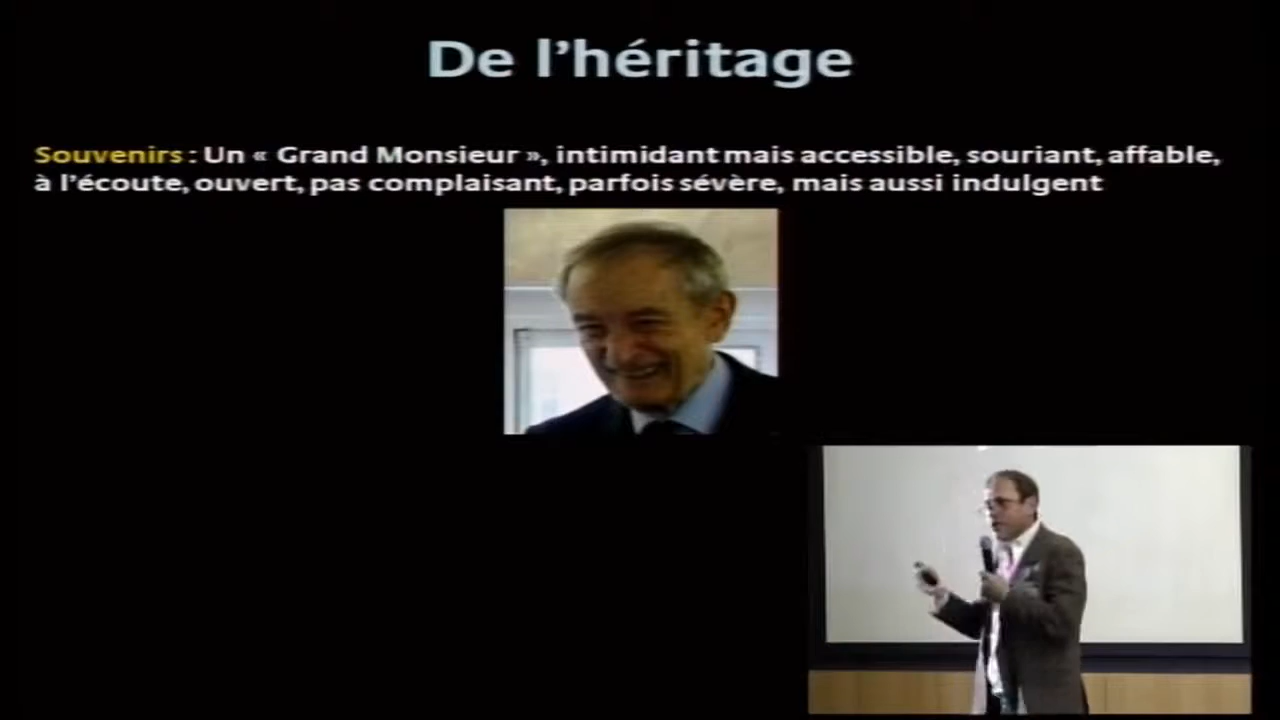 De l’héritage
Souvenirs : Un « Grand Monsieur », intimidant mais accessible, souriant, affable,
à l’écoute, ouvert, pas complaisant, parfois sévère, mais aussi indulgent